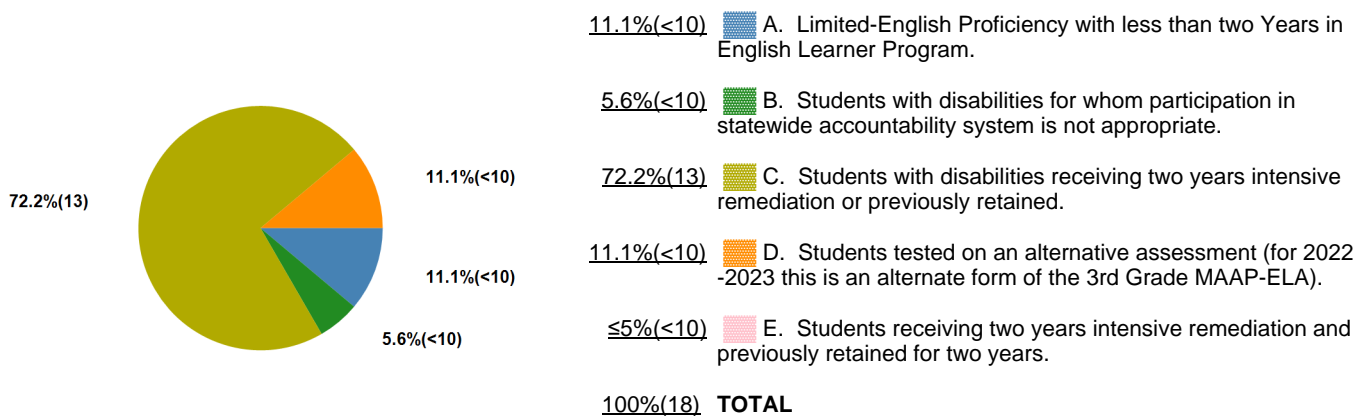 72.2%(13)
11.1%(<10)
11.1%(<10)
5.6%(<10)
11.1%(<10) A. Limited-English Proficiency with less than two Years in
English Learner Program.
5.6%(<10) B. Students with disabilities for whom participation in
statewide accountability system is not appropriate.
72.2%(13) C. Students with disabilities receiving two years intensive
remediation or previously retained.
11.1%(<10) D. Students tested on an alternative assessment (for 2022
-2023 this is an alternate form of the 3rd Grade MAAP-ELA).
≤5%(<10) E. Students receiving two years intensive remediation and
previously retained for two years.
100%(18) TOTAL